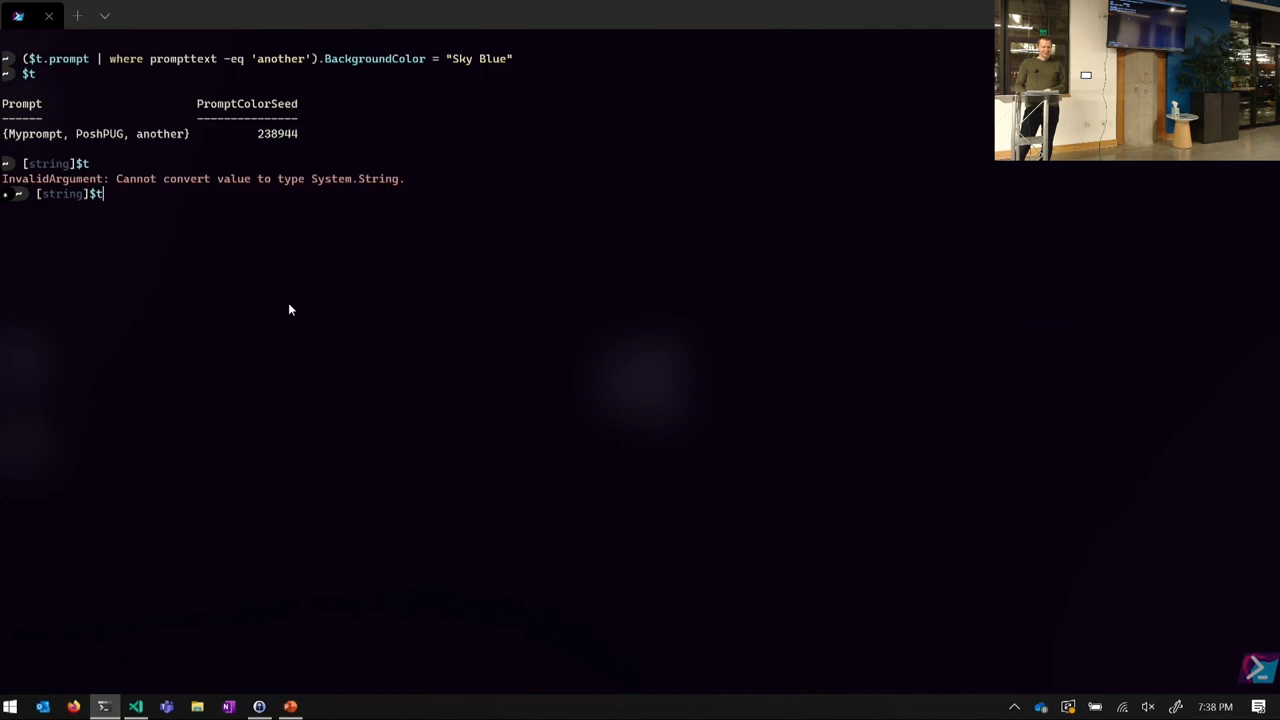 ~ ($t.prompt | where prompttext -eq 'another').BackgroundColor = "Sky Blue"
~ $t
Prompt PromptColorSeed
------ ---------------
{Myprompt, PoshPUG, another} 238944
~ [string]$t
InvalidArgument: Cannot convert value to type System.String.
* ~ [string]$t
7:38 PM